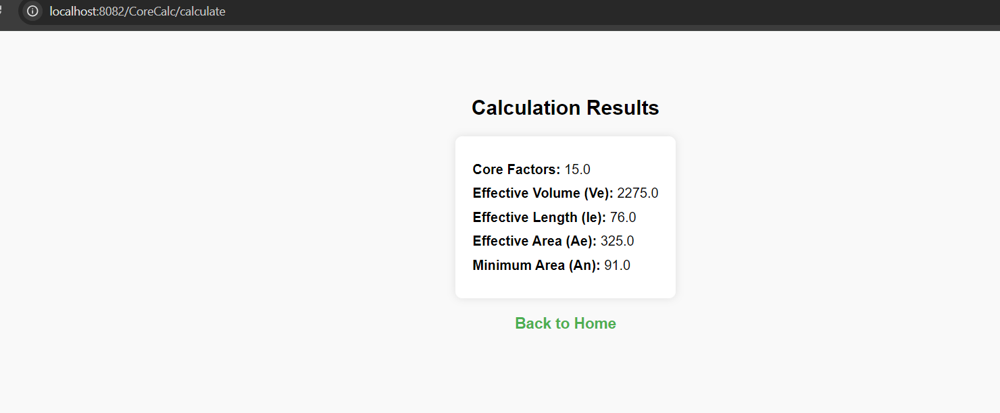 localhost:8082/CoreCalc/calculate
Calculation Results
Core Factors: 15.0
Effective Volume (Ve): 2275.0
Effective Length (le): 76.0
Effective Area (Ae): 325.0
Minimum Area (An): 91.0
Back to Home